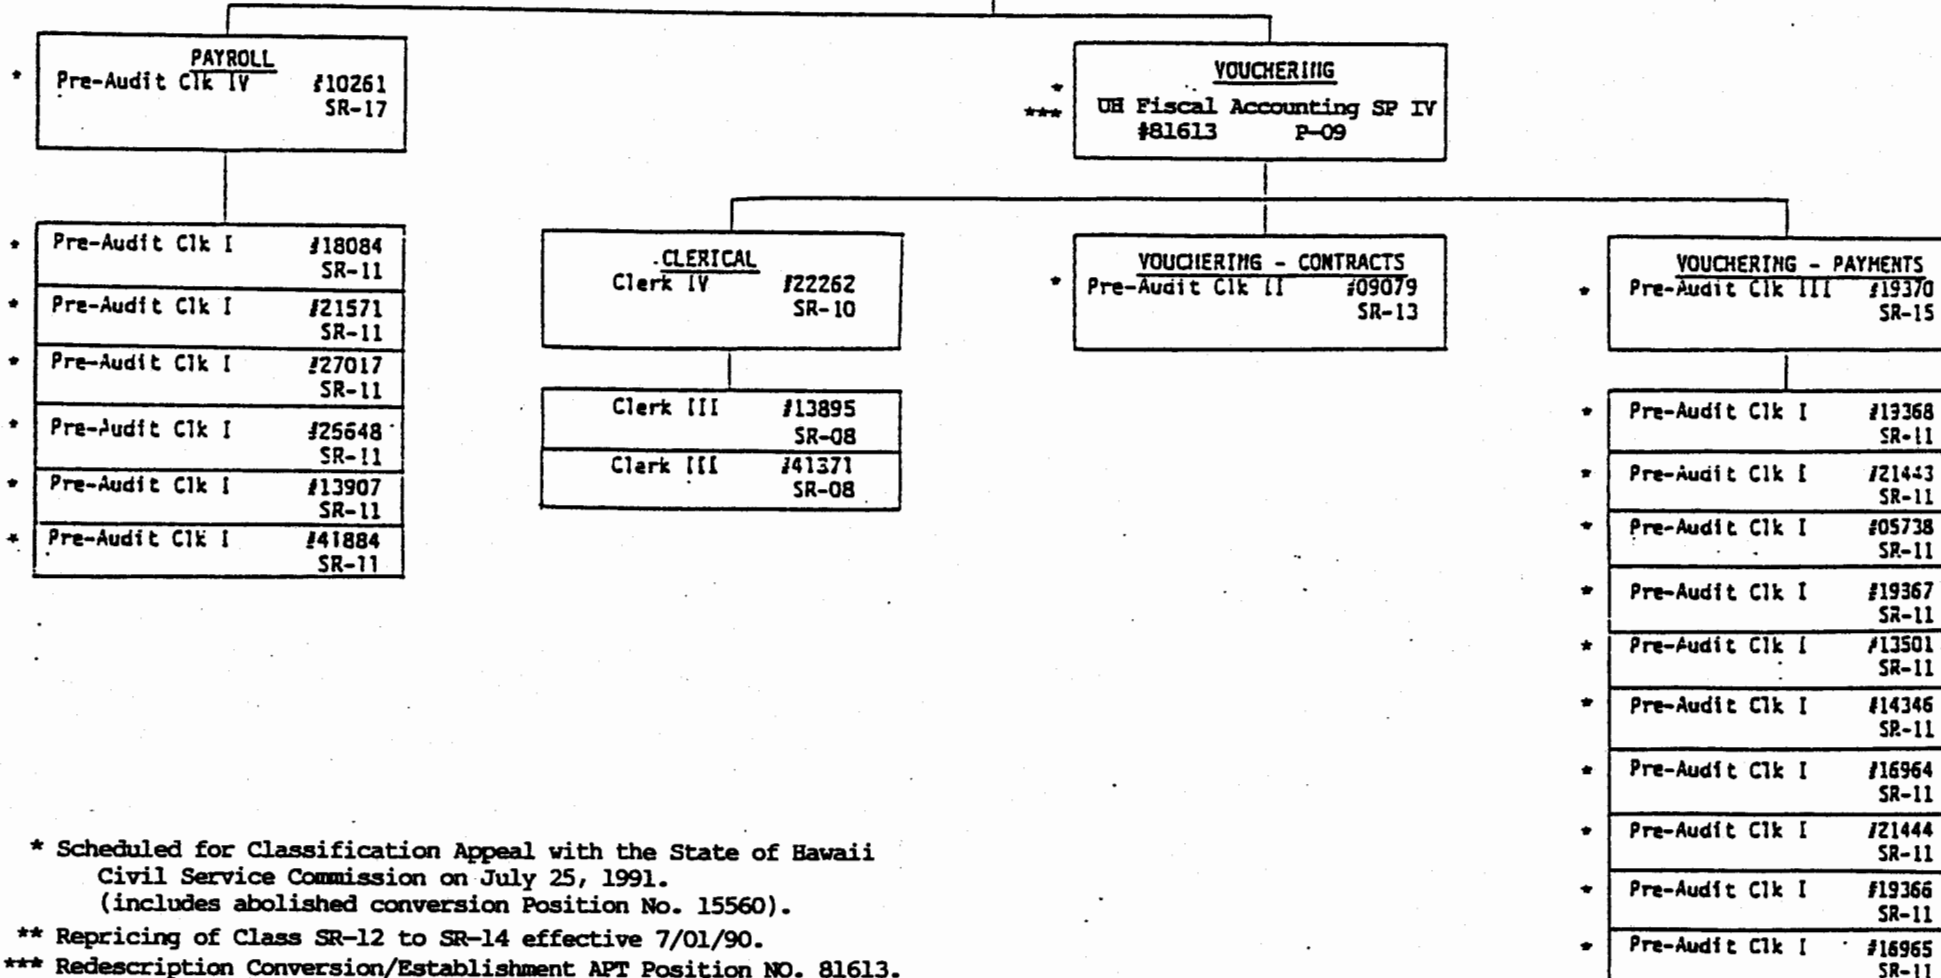 PAYROLL
* Pre-Audit Clk IV #10261
SR-17
VOUCHERING
*
*** UH Fiscal Accounting SP IV
#81613 P-09
* Pre-Audit Clk I #18084
SR-11
* Pre-Audit Clk I #21571
SR-11
* Pre-Audit Clk I #27017
SR-11
* Pre-Audit Clk I #25648
SR-11
* Pre-Audit Clk I #13907
SR-11
* Pre-Audit Clk I #41884
SR-11
CLERICAL
Clerk IV #22262
SR-10
Clerk III #13895
SR-08
Clerk III #41371
SR-08
VOUCHERING - CONTRACTS
* Pre-Audit Clk II #09079
SR-13
VOUCHERING - PAYMENTS
* Pre-Audit Clk III #19370
SR-15
* Pre-Audit Clk I #19368
SR-11
* Pre-Audit Clk I #21443
SR-11
* Pre-Audit Clk I #05738
SR-11
* Pre-Audit Clk I #19367
SR-11
* Pre-Audit Clk I #13501
SR-11
* Pre-Audit Clk I #14346
SR-11
* Pre-Audit Clk I #16964
SR-11
* Pre-Audit Clk I #21444
SR-11
* Pre-Audit Clk I #19366
SR-11
* Pre-Audit Clk I #16965
SR-11
* Scheduled for Classification Appeal with the State of Hawaii
Civil Service Commission on July 25, 1991.
(includes abolished conversion Position No. 15560).
** Repricing of Class SR-12 to SR-14 effective 7/01/90.
*** Redescription Conversion/Establishment APT Position NO. 81613.